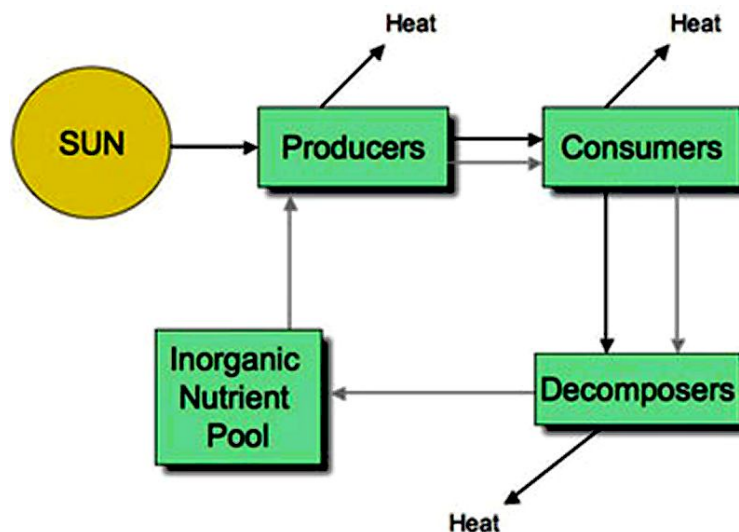 Heat
Heat
SUN
Producers
Consumers
Inorganic
Nutrient
Pool
Decomposers
Heat